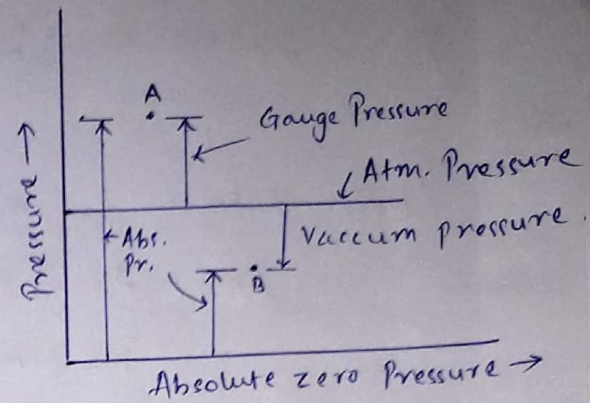 A
Gauge Pressure
Atm. Pressure
Pressure →
Abs.
Pr.
Vaccum pressure.
B
Absolute zero Pressure →